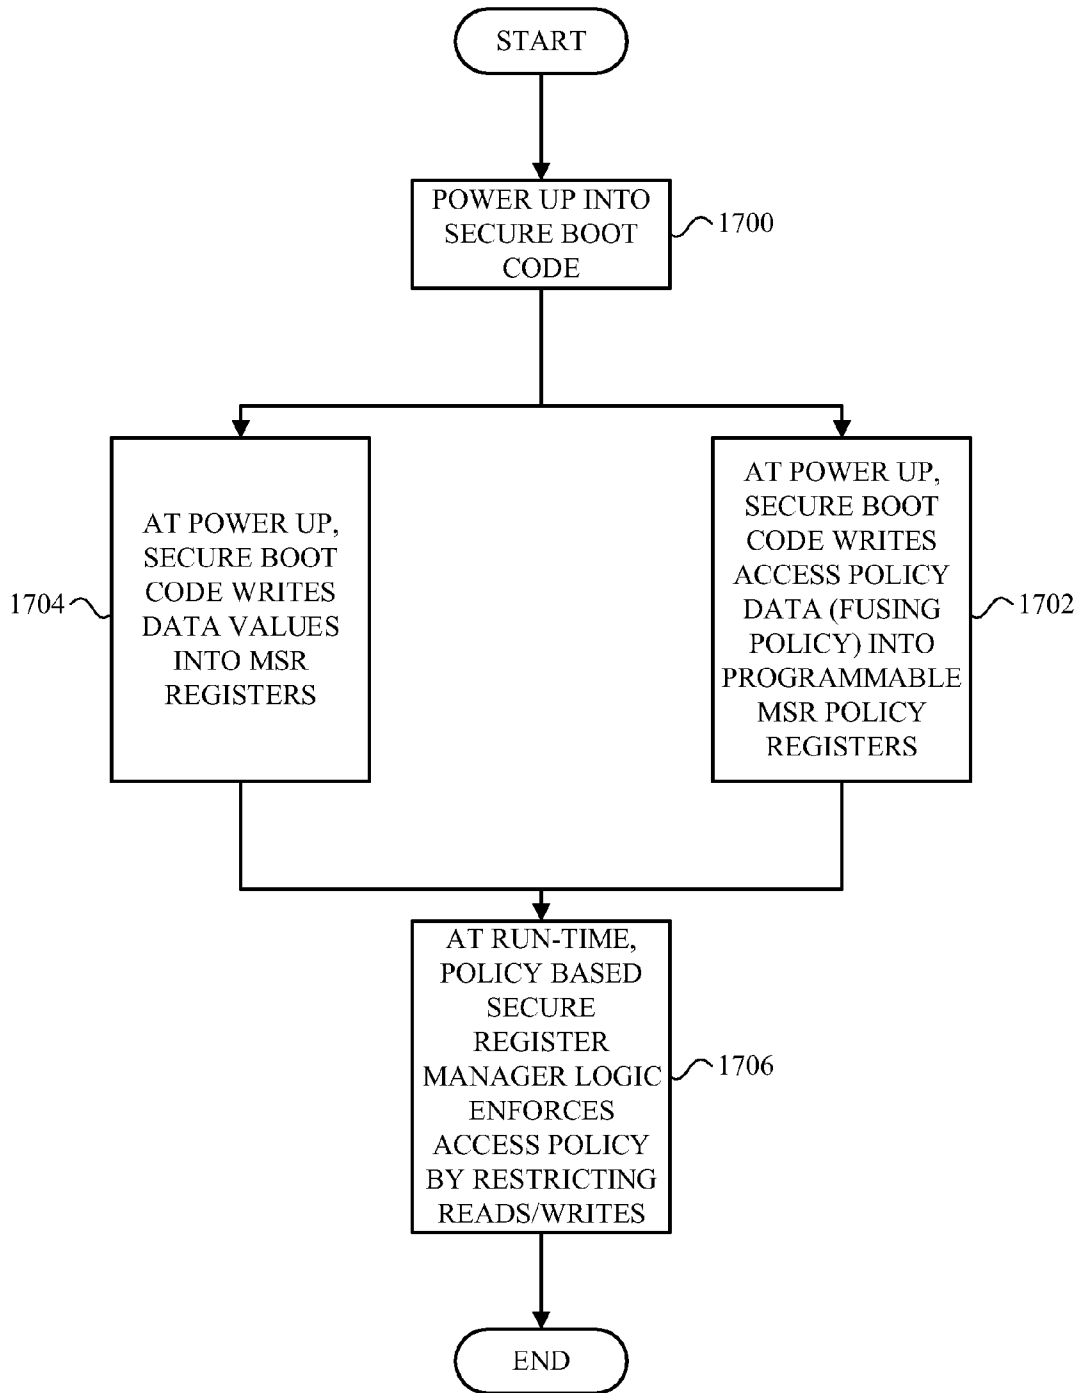 START
POWER UP INTO
SECURE BOOT
CODE
1700
AT POWER UP,
SECURE BOOT
CODE WRITES
DATA VALUES
INTO MSR
REGISTERS
1704
AT POWER UP,
SECURE BOOT
CODE WRITES
ACCESS POLICY
DATA (FUSING
POLICY) INTO
PROGRAMMABLE
MSR POLICY
REGISTERS
1702
AT RUN-TIME,
POLICY BASED
SECURE
REGISTER
MANAGER LOGIC
ENFORCES
ACCESS POLICY
BY RESTRICTING
READS/WRITES
1706
END